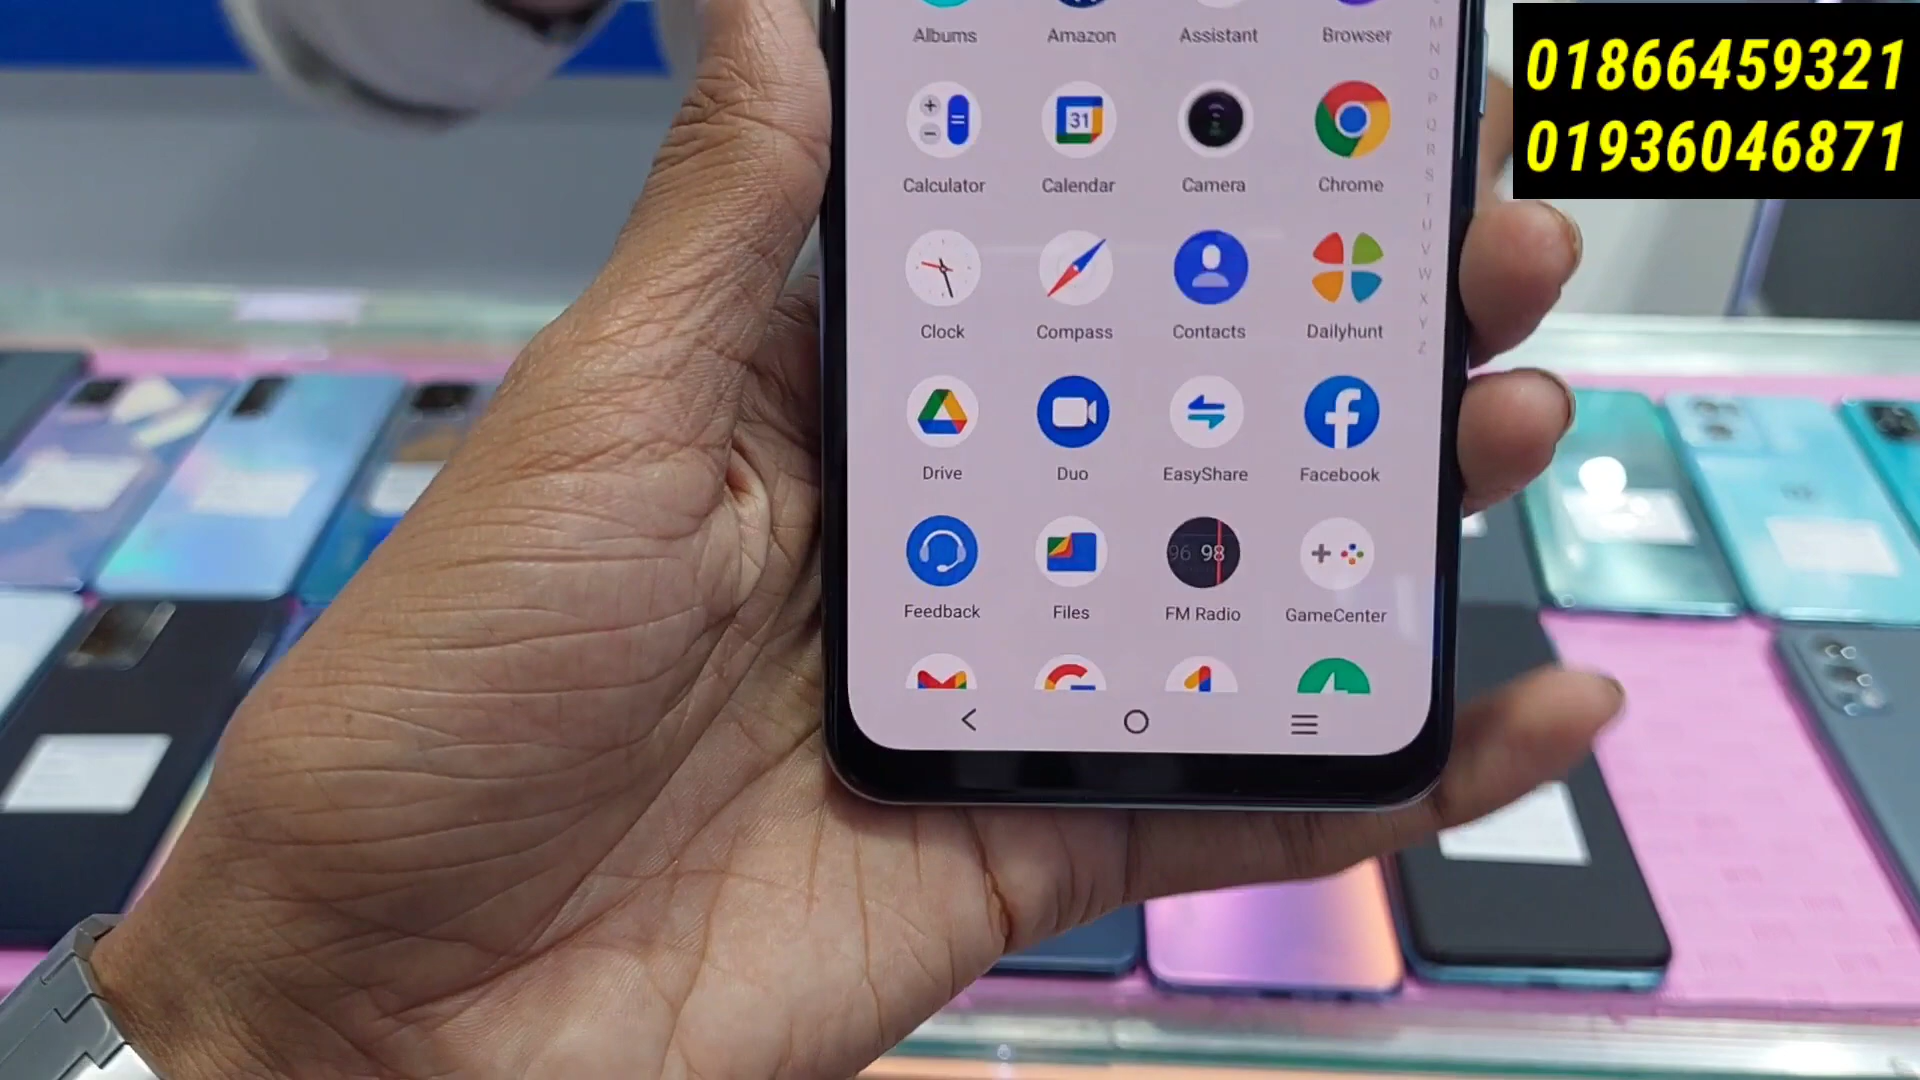 01866459321
01936046871
Albums Amazon Assistant Browser
Calculator Calendar Camera Chrome
31
Clock Compass Contacts Dailyhunt
Drive Duo EasyShare Facebook
96 98
Feedback Files FM Radio GameCenter
M
N
O
P
Q
R
S
T
U
V
W
X
Y
Z